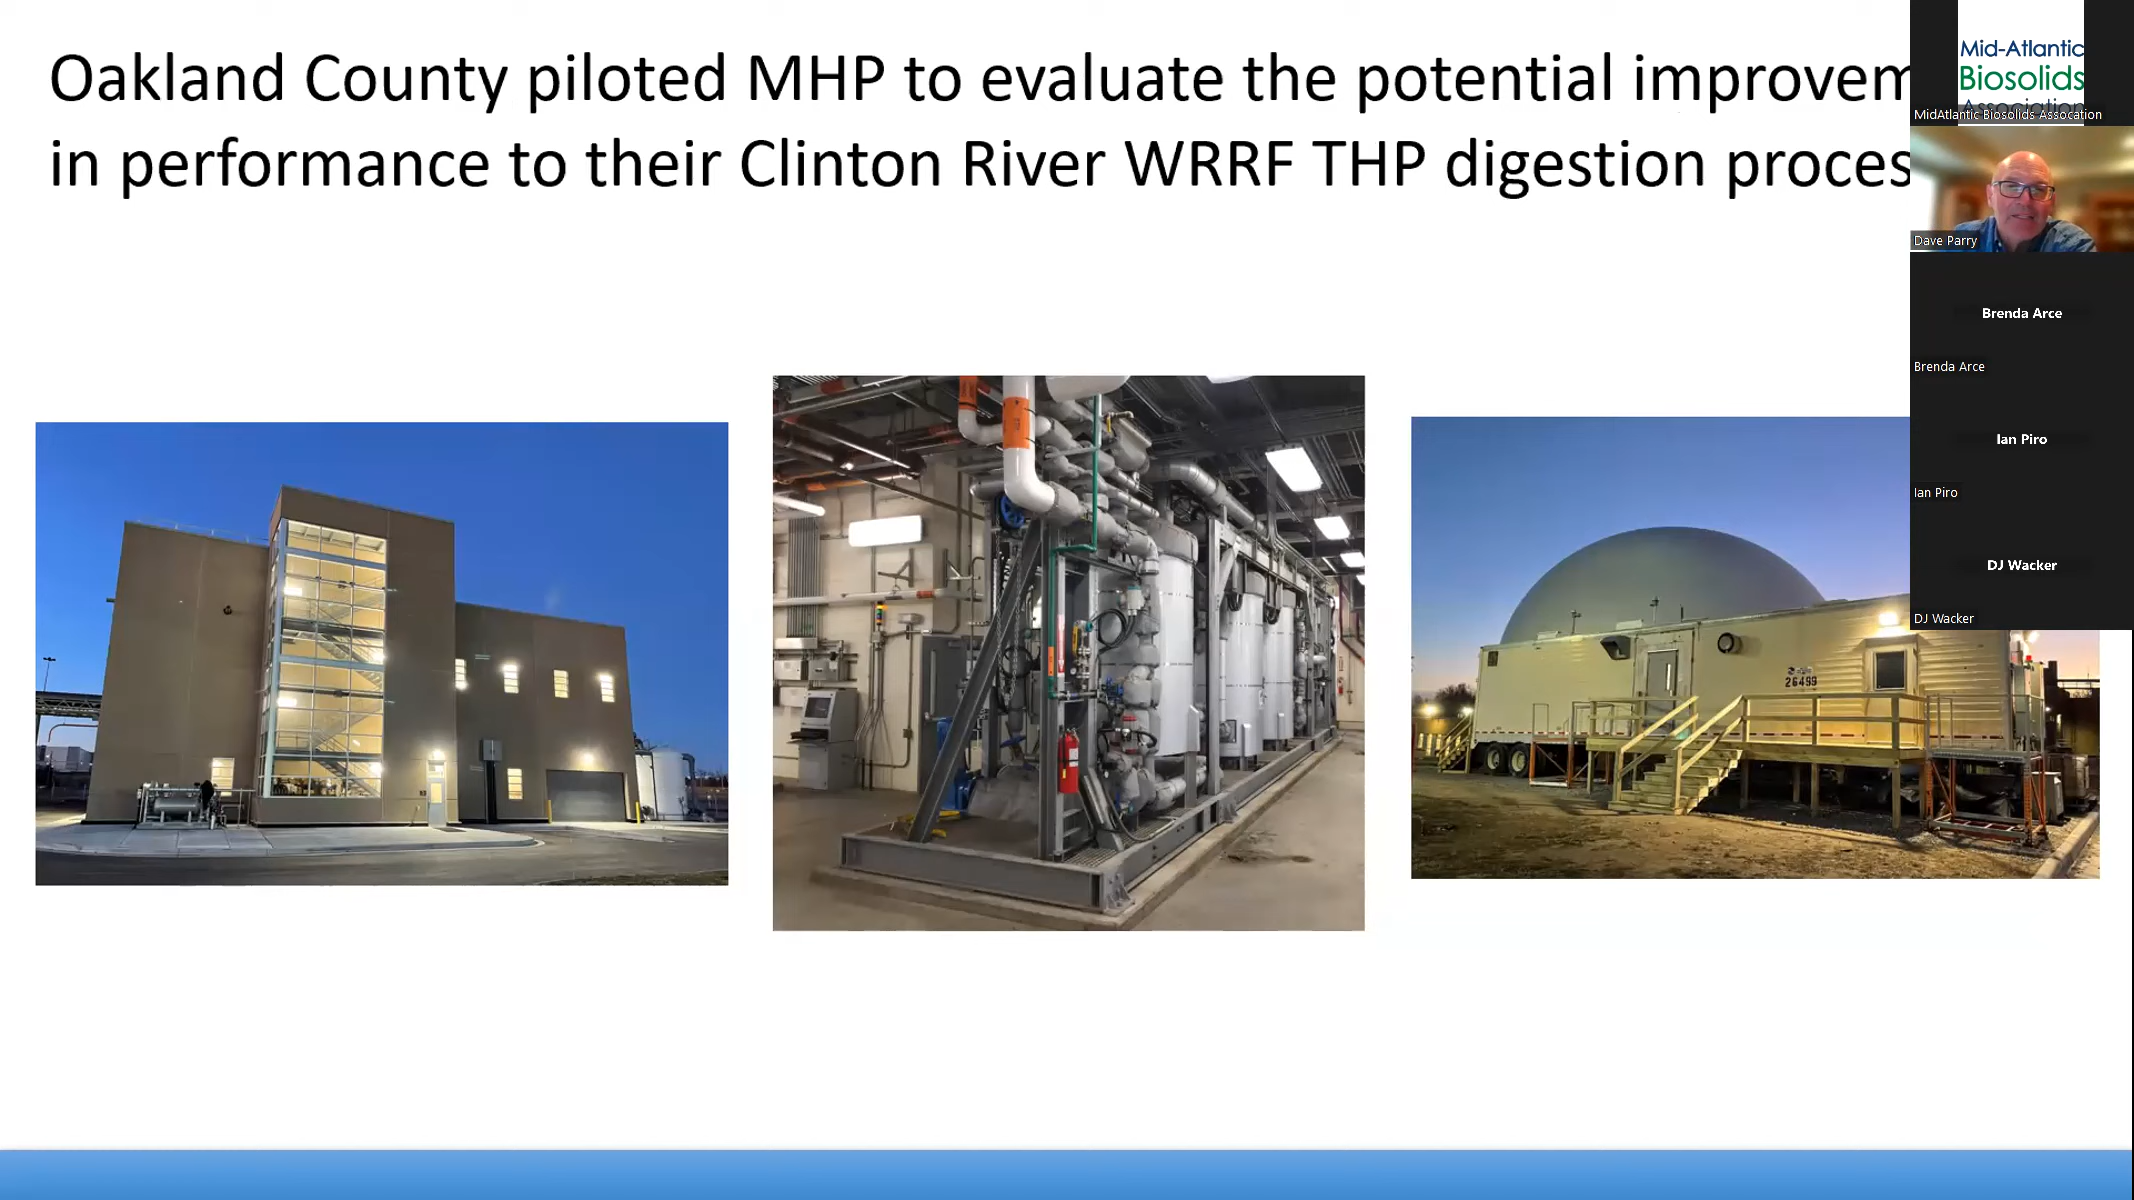 Oakland County piloted MHP to evaluate the potential improvem
in performance to their Clinton River WRRF THP digestion proces
Mid-Atlantic
Biosolids
Association
MidAtlantic Biosolids Assocation
Dave Parry
Brenda Arce
Brenda Arce
Ian Piro
Ian Piro
DJ Wacker
DJ Wacker
26499